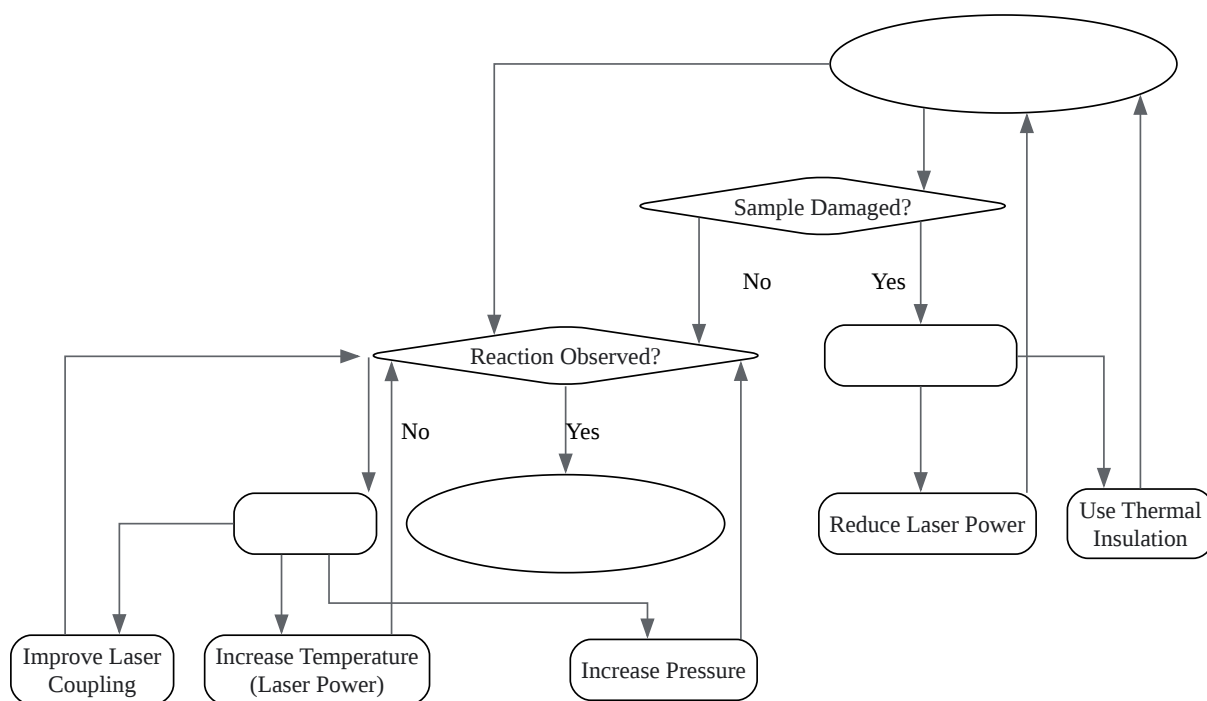 Sample Damaged?
No
Yes
Reaction Observed?
No
Yes
Reduce Laser Power
Use Thermal
Insulation
Improve Laser
Coupling
Increase Temperature
(Laser Power)
Increase Pressure